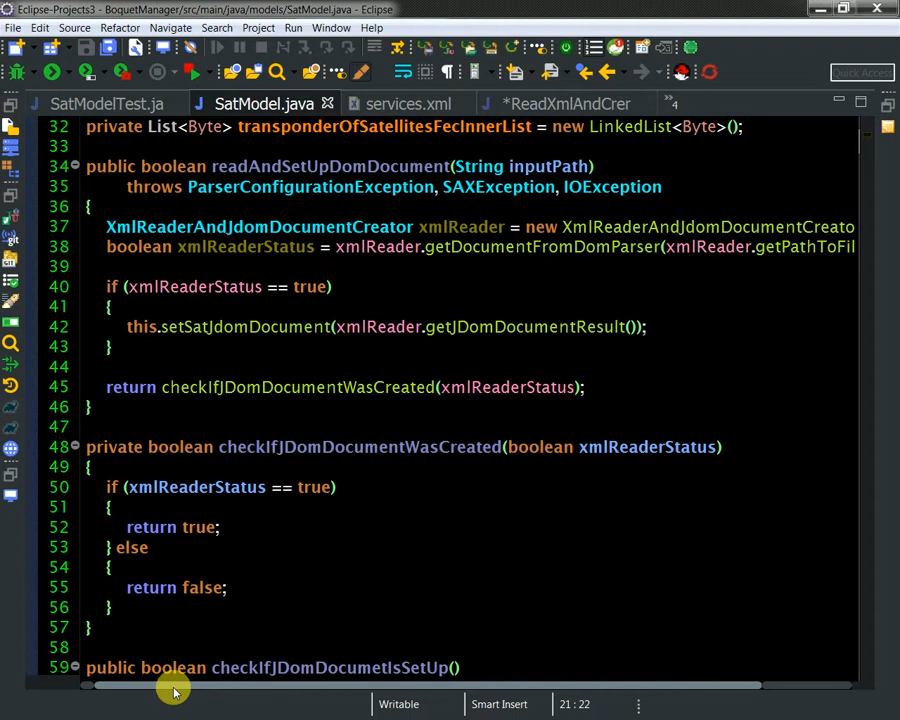 Eclipse-Projects3 - BoquetManager/src/main/java/models/SatModel.java - Eclipse
File Edit Source Refactor Navigate Search Project Run Window Help
Quick Access
SatModelTest.ja SatModel.java services.xml *ReadXmlAndCrer »4
32 private List<Byte> transponderOfSatellitesFecInnerList = new LinkedList<Byte>();
33
34 public boolean readAndSetUpDomDocument(String inputPath)
35 throws ParserConfigurationException, SAXException, IOException
36 {
37 XmlReaderAndJdomDocumentCreator xmlReader = new XmlReaderAndJdomDocumentCreato
38 boolean xmlReaderStatus = xmlReader.getDocumentFromDomParser(xmlReader.getPathToFil
39
40 if (xmlReaderStatus == true)
41 {
42 this.setSatJdomDocument(xmlReader.getJDomDocumentResult());
43 }
44
45 return checkIfJDomDocumentWasCreated(xmlReaderStatus);
46 }
47
48 private boolean checkIfJDomDocumentWasCreated(boolean xmlReaderStatus)
49 {
50 if (xmlReaderStatus == true)
51 {
52 return true;
53 } else
54 {
55 return false;
56 }
57 }
58
59 public boolean checkIfJDomDocumetIsSetUp()
Writable Smart Insert 21 : 22
git
GIT